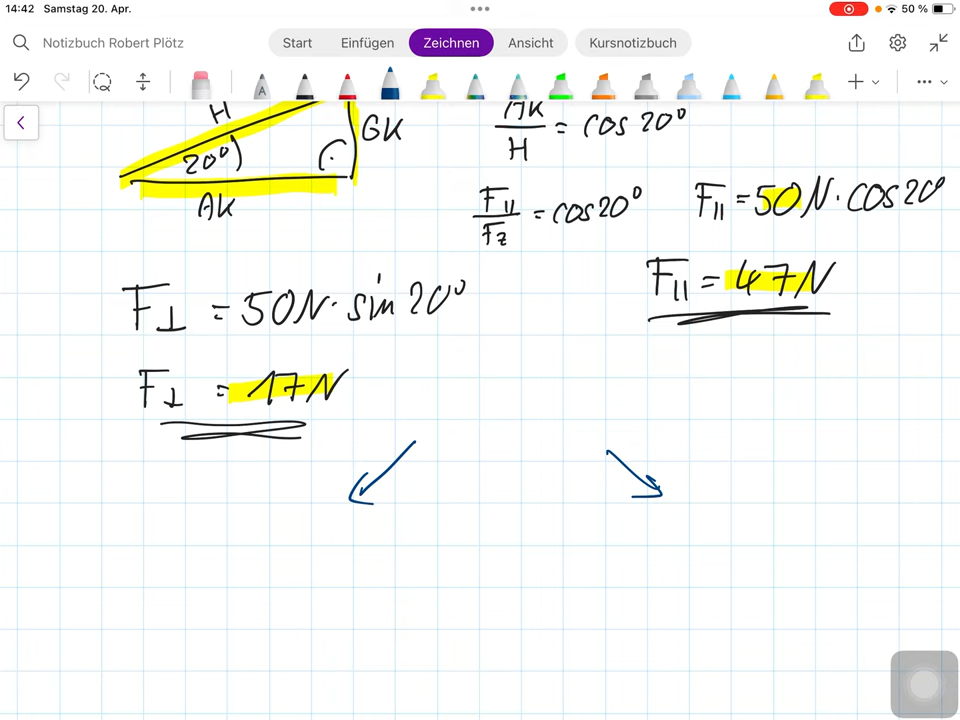 14:42 Samstag 20. Apr. 50 %
Notizbuch Robert Plötz Start Einfügen Zeichnen Ansicht Kursnotizbuch
A
H
GK
20°
AK
AK/H = cos 20°
F∥/Fz = cos 20°
F∥ = 50N · cos 20°
F∥ = 47N
F⊥ = 50N · sin 20°
F⊥ = 17N